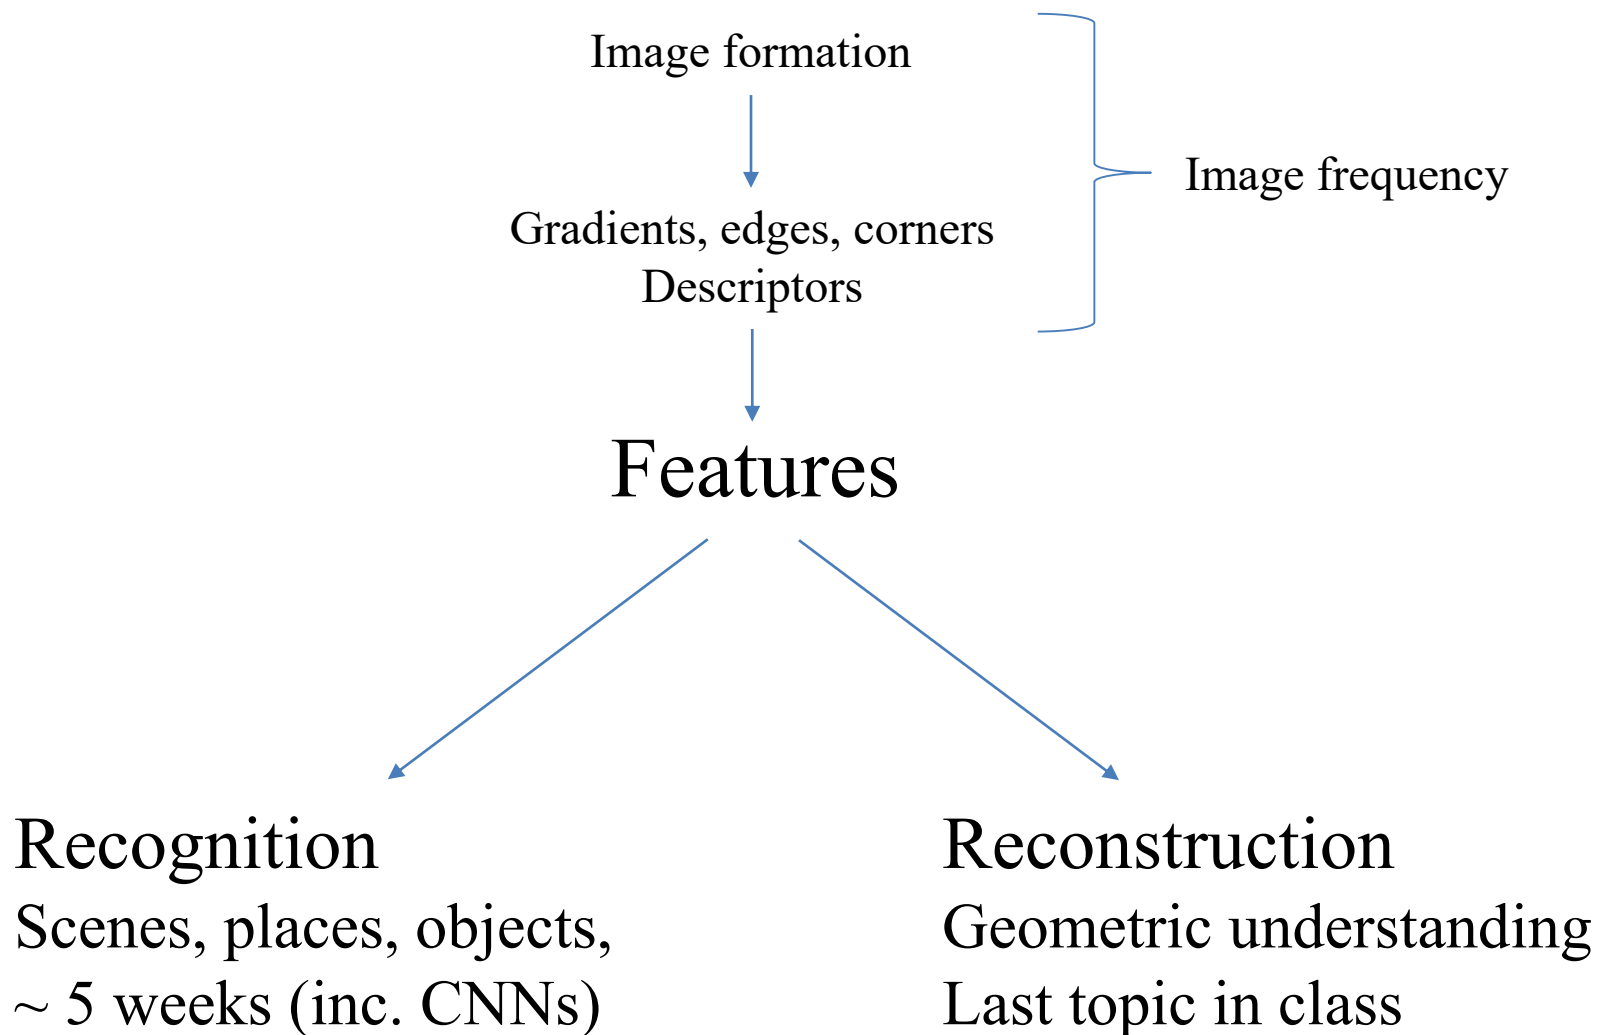 Image formation
Image frequency
Gradients, edges, corners
Descriptors
Features
Recognition
Scenes, places, objects,
~ 5 weeks (inc. CNNs)
Reconstruction
Geometric understanding
Last topic in class